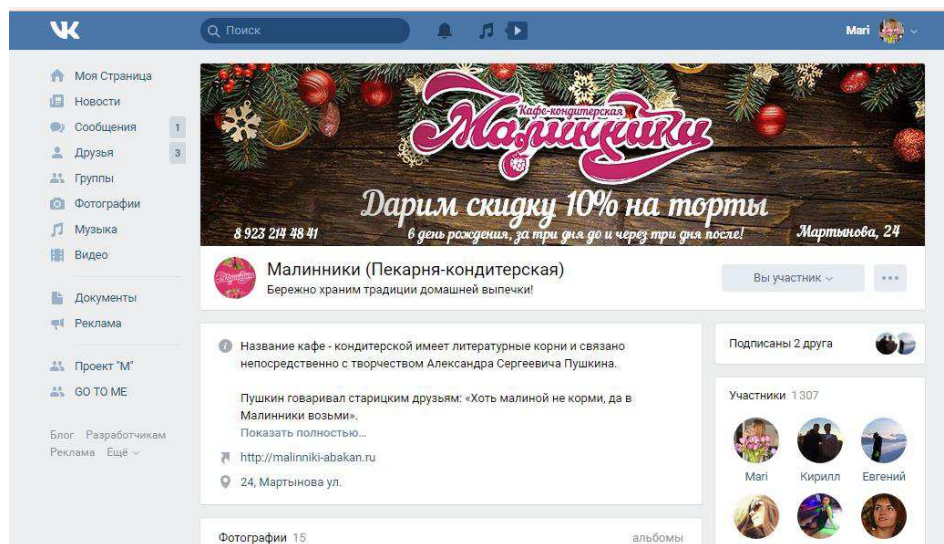 Поиск
Mari
Моя Страница
Новости
Сообщения 1
Друзья 3
Группы
Фотографии
Музыка
Видео
Документы
Реклама
Проект "М"
GO TO ME
Блог Разработчикам
Реклама Ещё
Кафе-кондитерская
Малинники
Дарим скидку 10% на торты
8 923 214 48 41
в день рождения, за три дня до и через три дня после!
Мартынова, 24
Малинники (Пекарня-кондитерская)
Бережно храним традиции домашней выпечки!
Вы участник
Название кафе - кондитерской имеет литературные корни и связано
непосредственно с творчеством Александра Сергеевича Пушкина.
Пушкин говаривал старицким друзьям: «Хоть малиной не корми, да в
Малинники возьми».
Показать полностью…
http://malinniki-abakan.ru
24, Мартынова ул.
Фотографии 15
альбомы
Подписаны 2 друга
Участники 1 307
Mari Кирилл Евгений